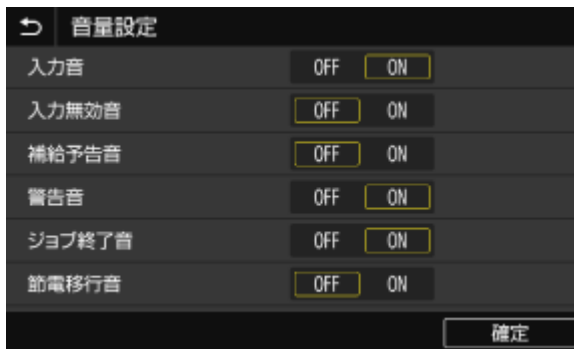 音量設定
入力音 OFF ON
入力無効音 OFF ON
補給予告音 OFF ON
警告音 OFF ON
ジョブ終了音 OFF ON
節電移行音 OFF ON
確定